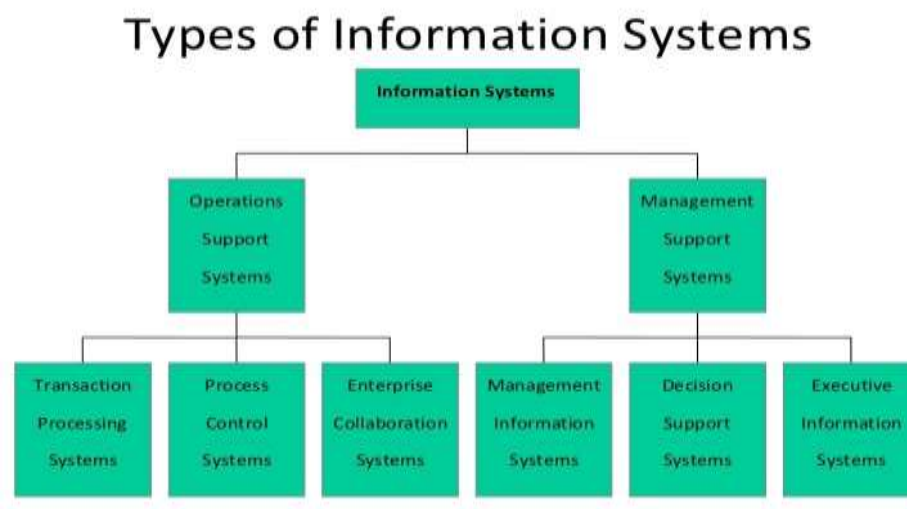 Types of Information Systems
Information Systems
Operations
Support
Systems
Management
Support
Systems
Transaction
Processing
Systems
Process
Control
Systems
Enterprise
Collaboration
Systems
Management
Information
Systems
Decision
Support
Systems
Executive
Information
Systems